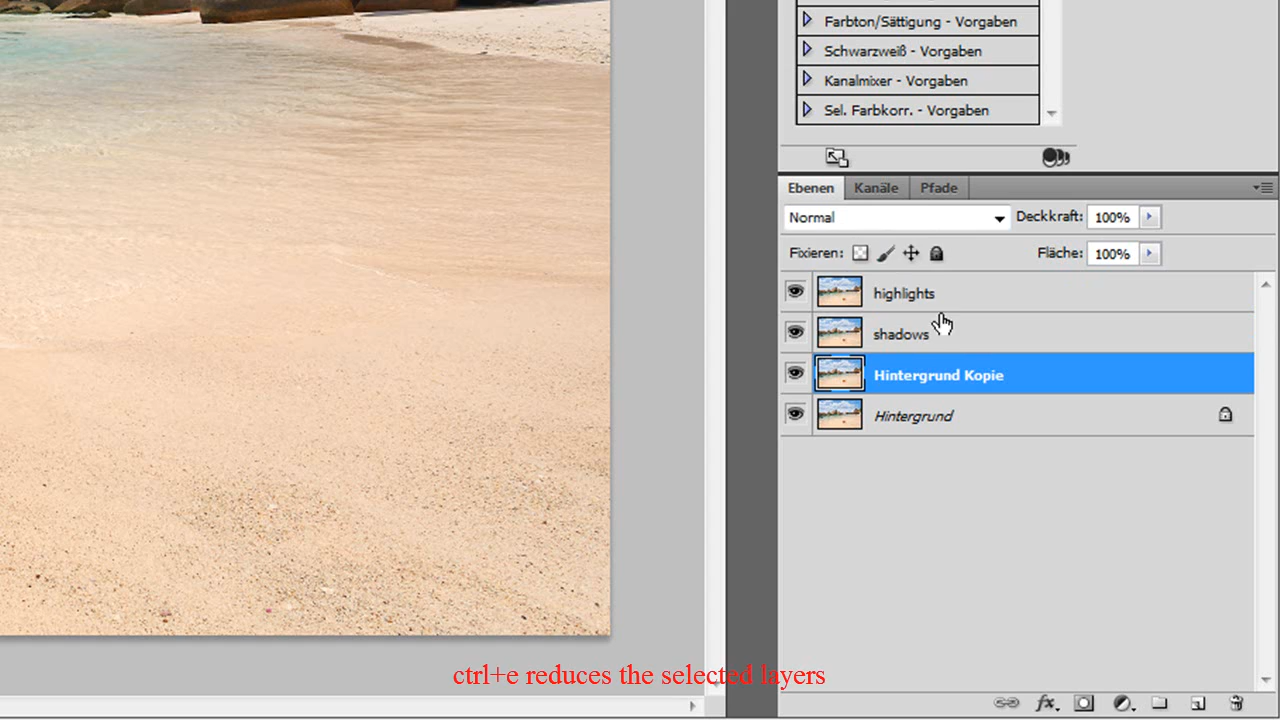 Farbton/Sättigung - Vorgaben
Schwarzweiß - Vorgaben
Kanalmixer - Vorgaben
Sel. Farbkorr. - Vorgaben
Ebenen Kanäle Pfade
Normal Deckkraft: 100%
Fixieren: Fläche: 100%
highlights
shadows
Hintergrund Kopie
Hintergrund
fx
ctrl+e reduces the selected layers